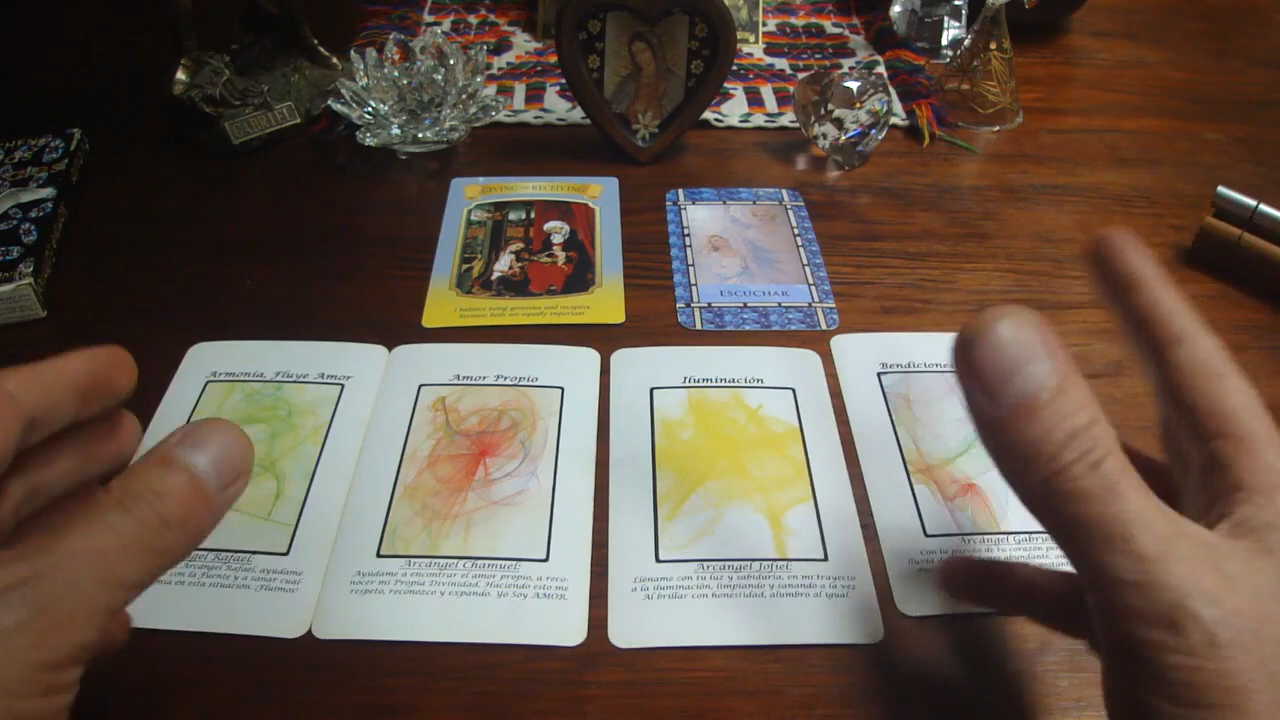 GABRIEL
GIVING AND RECEIVING
I balance being generous and receptive,
because both are equally important.
ESCUCHAR
Armonía, Fluye Amor
Arcángel Rafael, ayúdame
con la Fuente y a sanar cual-
en esta situación. ¡Fluimos!
Amor Propio
Arcángel Chamuel:
Ayúdame a encontrar el amor propio, a reco-
nocer mi Propia Divinidad. Haciendo esto me
respeto, reconozco y expando. Yo Soy AMOR.
Iluminación
Arcángel Jofiel:
Lléname con tu luz y sabiduría, en mi trayecto
a la iluminación, limpiando y sanando a la vez
Al brillar con honestidad, alumbro al igual.
Bendiciones
Arcángel Gabriel
Con la pureza de tu corazón